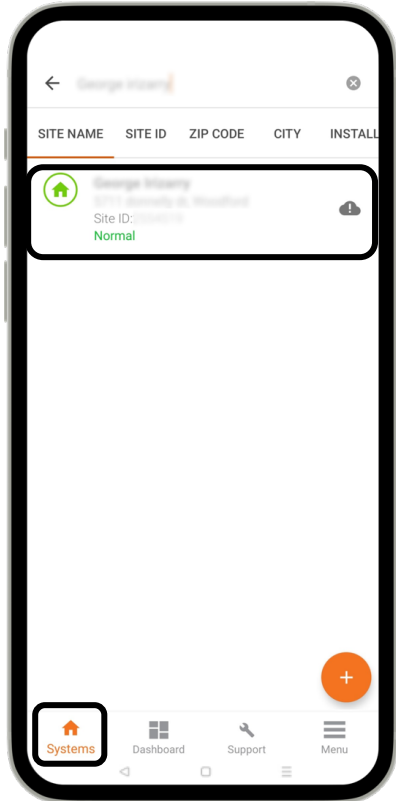 SITE NAME SITE ID ZIP CODE CITY INSTALL
Site ID:
Normal
Systems Dashboard Support Menu